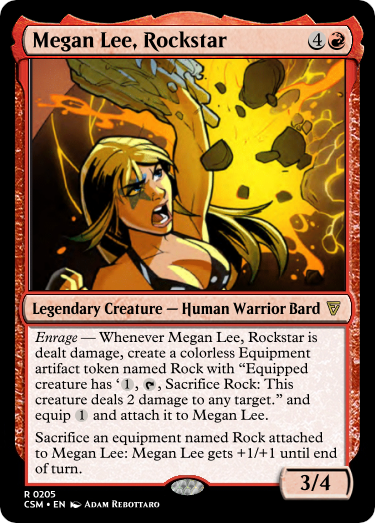 Megan Lee, Rockstar 4
Legendary Creature — Human Warrior Bard
Enrage — Whenever Megan Lee, Rockstar is
dealt damage, create a colorless Equipment
artifact token named Rock with “Equipped
creature has ‘ 1 , , Sacrifice Rock: This
creature deals 2 damage to any target.” and
equip 1 and attach it to Megan Lee.
Sacrifice an equipment named Rock attached
to Megan Lee: Megan Lee gets +1/+1 until end
of turn.
3/4
R 0205
CSM • EN Adam Rebottaro